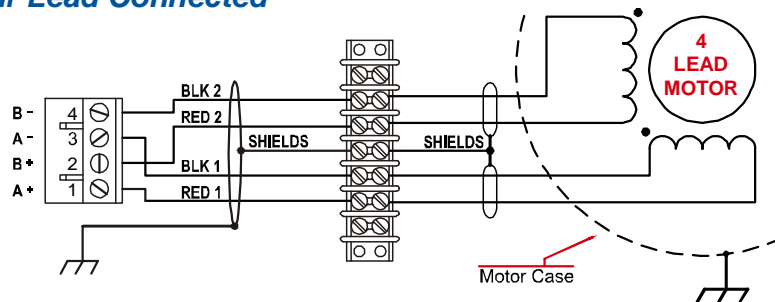 Lead Connected
4
LEAD
MOTOR
BLK 2
B - 4
RED 2
A - 3
SHIELDS
SHIELDS
B + 2
BLK 1
A + 1
RED 1
Motor Case